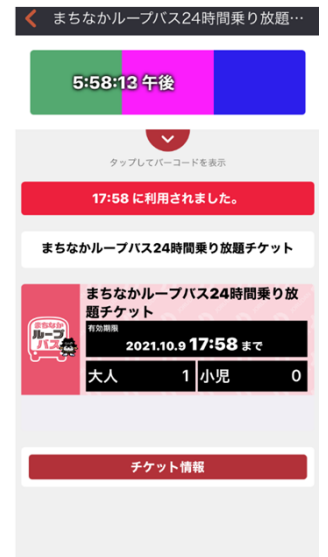 まちなかループバス24時間乗り放題…
5:58:13 午後
タップしてバーコードを表示
17:58 に利用されました。
まちなかループバス24時間乗り放題チケット
まちなかループバス24時間乗り放
題チケット
まちなか
ループ
バス
有効期限
2021.10.9 17:58 まで
大人 1 小児 0
チケット情報